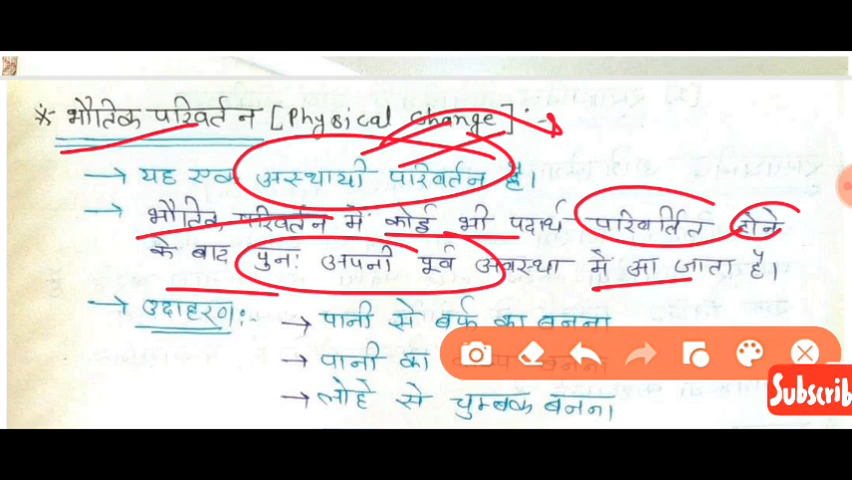 * भौतिक परिवर्तन [Physical Change] :-
→ यह एक अस्थायी परिवर्तन है।
→ भौतिक परिवर्तन में कोई भी पदार्थ परिवर्तित होने
के बाद पुनः अपनी पूर्व अवस्था में आ जाता है।
→ उदाहरण:- → पानी से बर्फ का बनना
→ पानी का बनना
→ लोहे से चुम्बक बनना
Subscrib